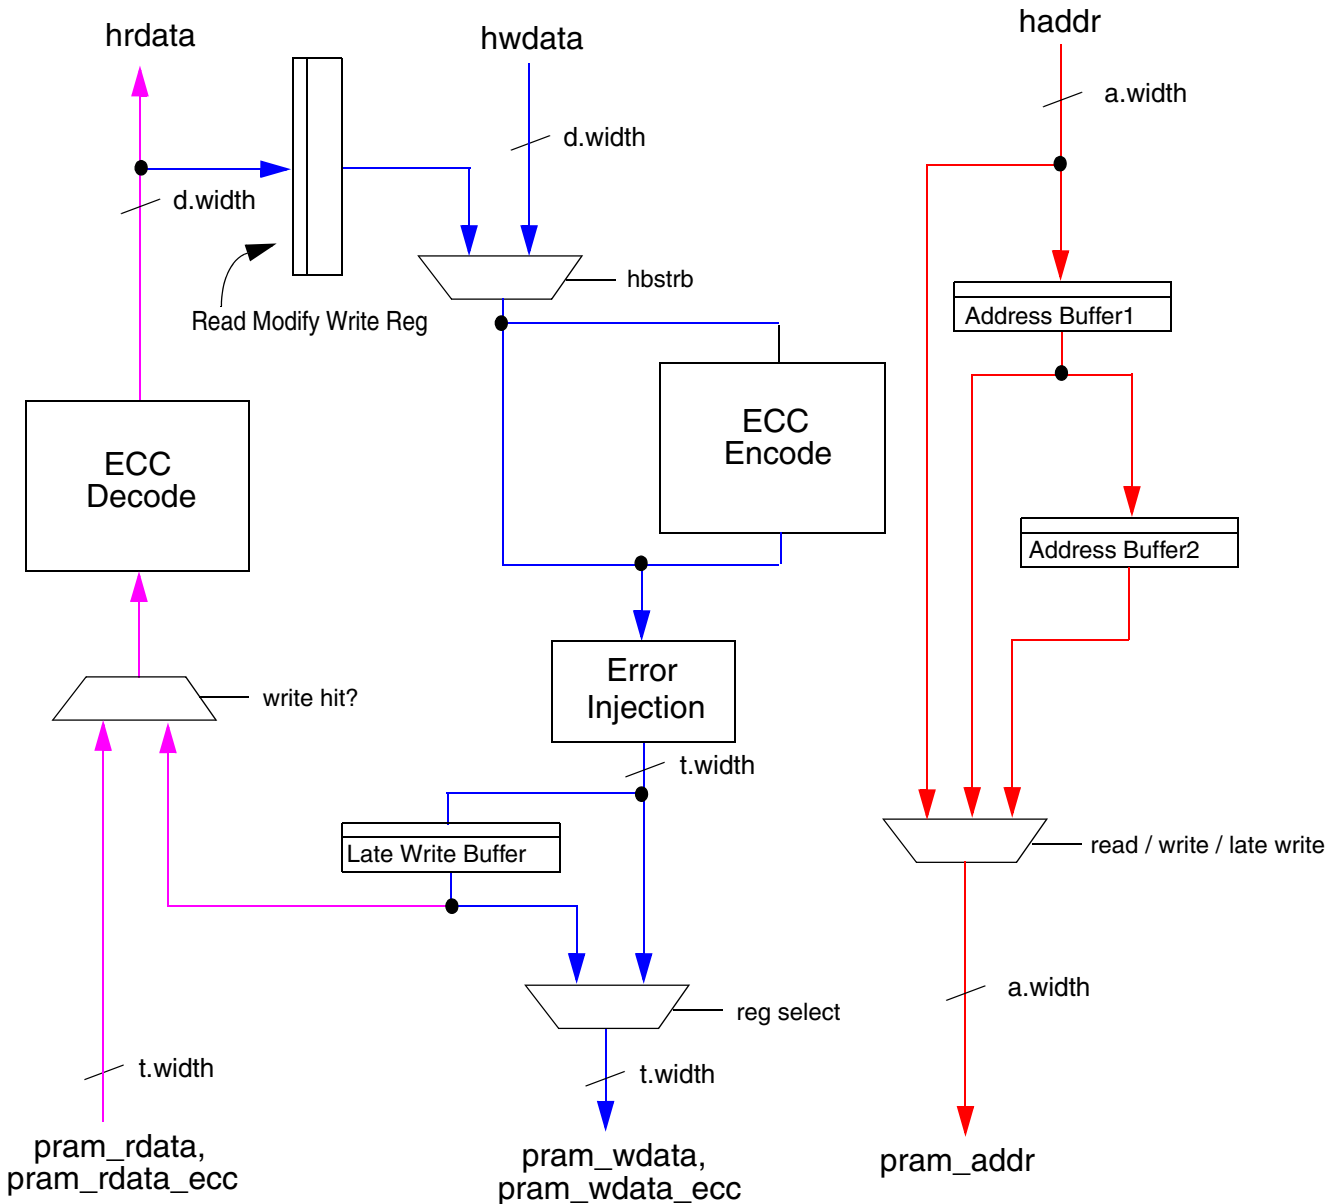 hrdata
hwdata
haddr
a.width
d.width
d.width
hbstrb
Read Modify Write Reg
Address Buffer1
ECC
Encode
ECC
Decode
Address Buffer2
Error
Injection
write hit?
t.width
Late Write Buffer
read / write / late write
a.width
reg select
t.width
t.width
pram_rdata,
pram_rdata_ecc
pram_wdata,
pram_wdata_ecc
pram_addr